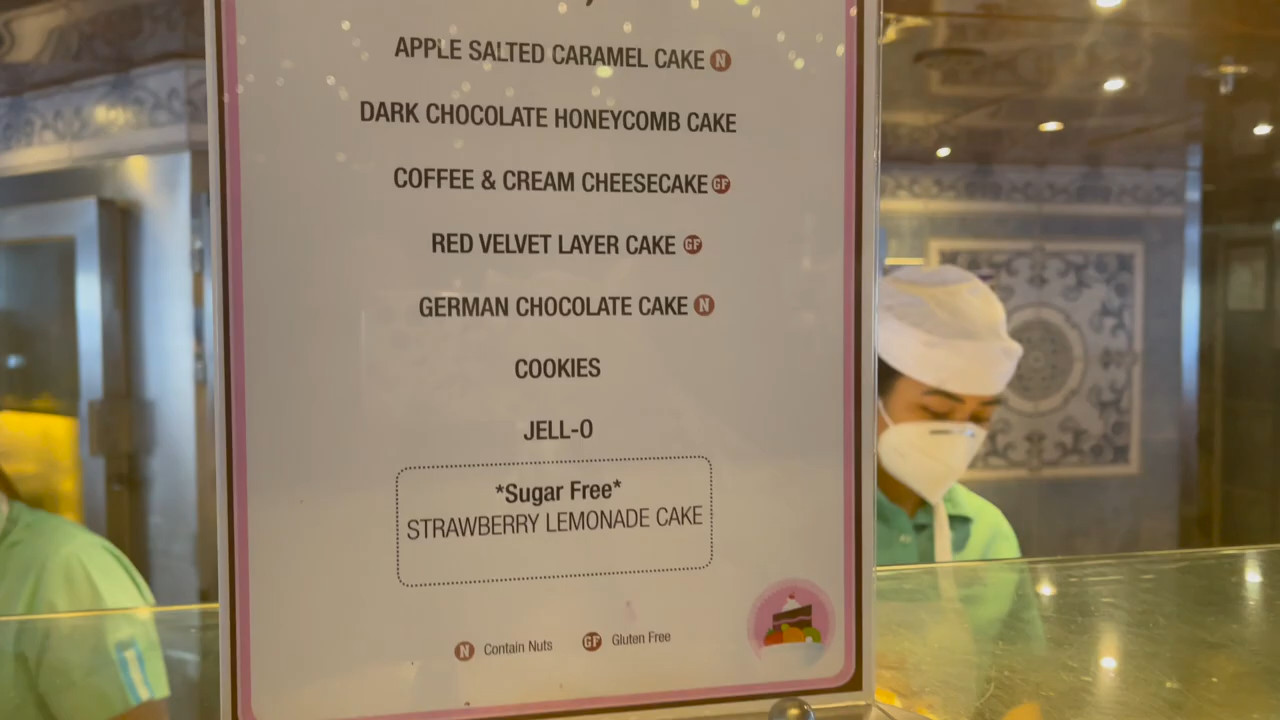 APPLE SALTED CARAMEL CAKE N
DARK CHOCOLATE HONEYCOMB CAKE
COFFEE & CREAM CHEESECAKE GF
RED VELVET LAYER CAKE GF
GERMAN CHOCOLATE CAKE N
COOKIES
JELL-O
*Sugar Free*
STRAWBERRY LEMONADE CAKE
N Contain Nuts GF Gluten Free